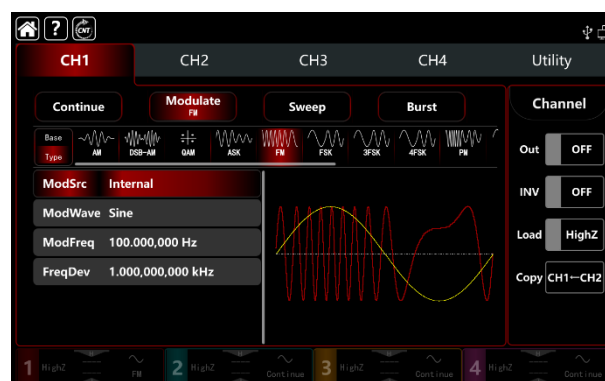 ? CNT
CH1 CH2 CH3 CH4 Utility
Continue Modulate FM Sweep Burst Channel
Base Type AM DSB-AM QAM ASK FM FSK 3FSK 4FSK PM
Out OFF
ModSrc Internal
INV OFF
ModWave Sine
ModFreq 100.000,000 Hz
Load HighZ
FreqDev 1.000,000,000 kHz
Copy CH1←CH2
1 HighZ FM 2 HighZ Continue 3 HighZ Continue 4 HighZ Continue